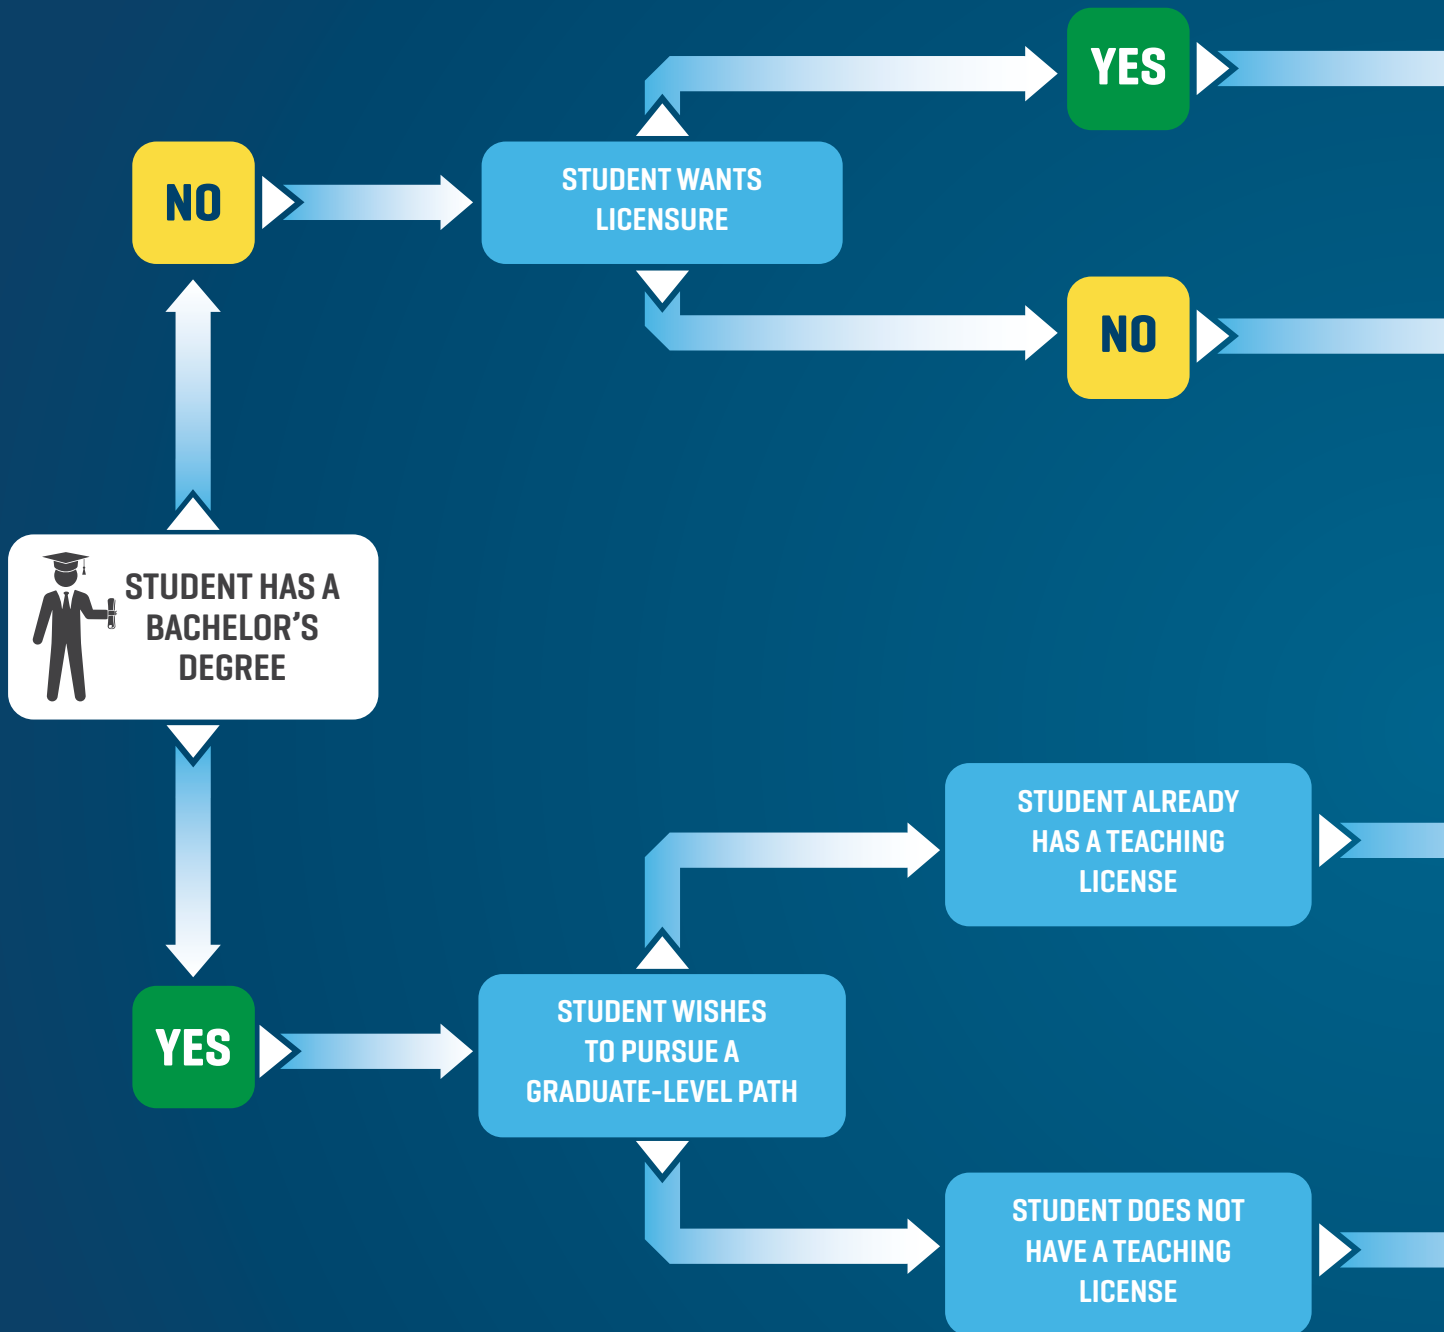 YES
NO
STUDENT WANTS
LICENSURE
NO
STUDENT HAS A
BACHELOR'S
DEGREE
STUDENT ALREADY
HAS A TEACHING
LICENSE
YES
STUDENT WISHES
TO PURSUE A
GRADUATE-LEVEL PATH
STUDENT DOES NOT
HAVE A TEACHING
LICENSE